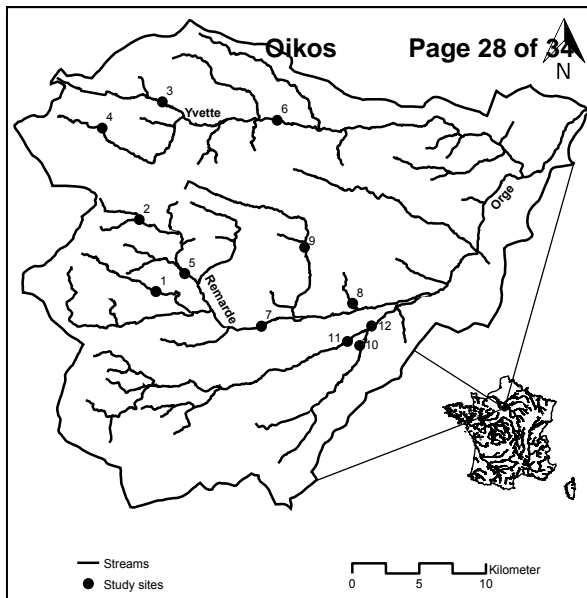 Oikos Page 28 of 34
N
3
Yvette
6
4
2
Orge
9
5
1
Remarde
8
7
12
11
10
Streams
Study sites
Kilometer
0 5 10